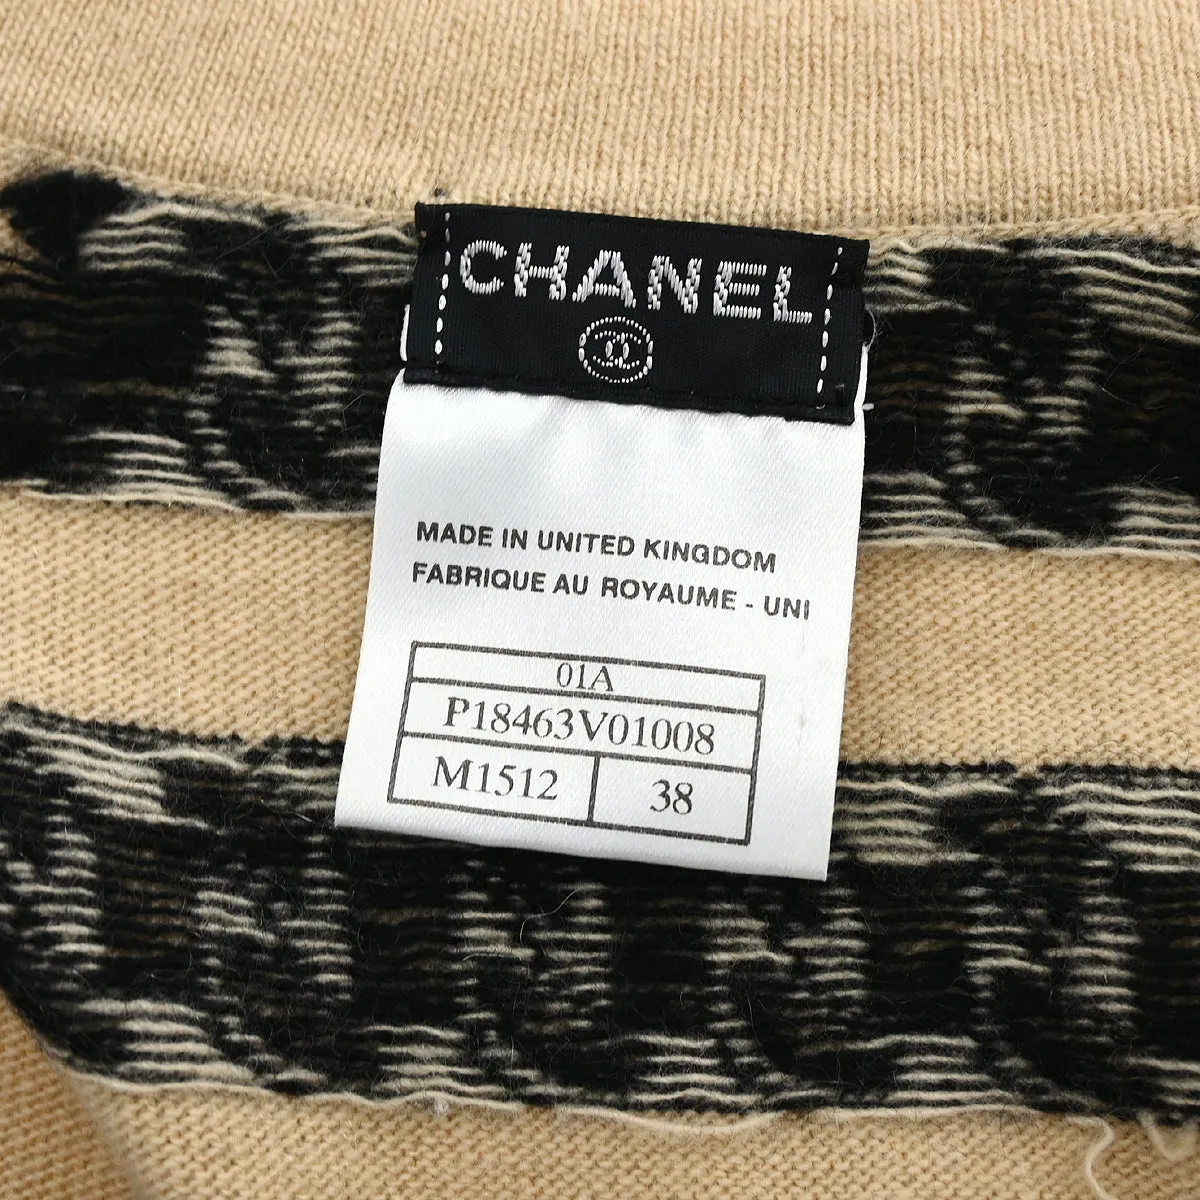 CHANEL
MADE IN UNITED KINGDOM
FABRIQUE AU ROYAUME - UNI
01A
P18463V01008
M1512 38